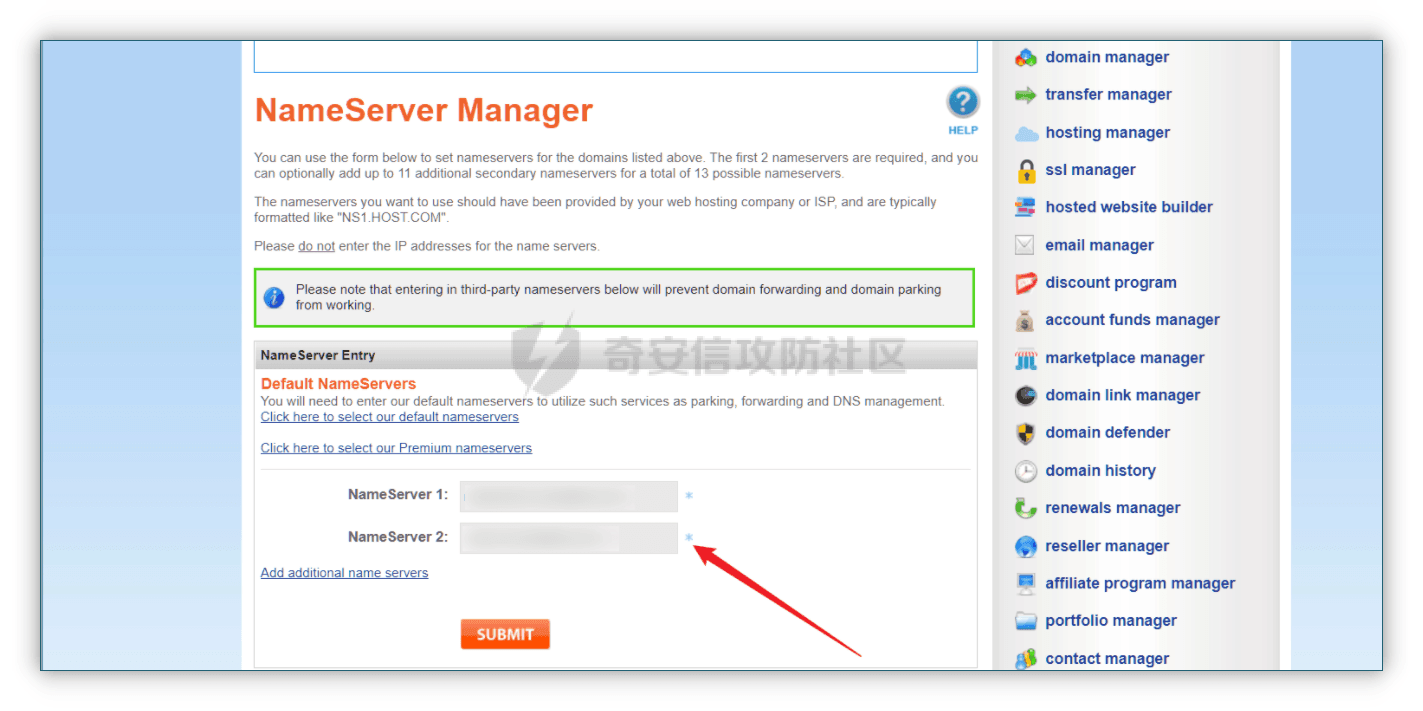 NameServer Manager
HELP
You can use the form below to set nameservers for the domains listed above. The first 2 nameservers are required, and you
can optionally add up to 11 additional secondary nameservers for a total of 13 possible nameservers.
The nameservers you want to use should have been provided by your web hosting company or ISP, and are typically
formatted like "NS1.HOST.COM".
Please do not enter the IP addresses for the name servers.
Please note that entering in third-party nameservers below will prevent domain forwarding and domain parking
from working.
奇安信攻防社区
NameServer Entry
Default NameServers
You will need to enter our default nameservers to utilize such services as parking, forwarding and DNS management.
Click here to select our default nameservers
Click here to select our Premium nameservers
NameServer 1: *
NameServer 2: *
Add additional name servers
SUBMIT
domain manager
transfer manager
hosting manager
ssl manager
hosted website builder
email manager
discount program
account funds manager
marketplace manager
domain link manager
domain defender
domain history
renewals manager
reseller manager
affiliate program manager
portfolio manager
contact manager